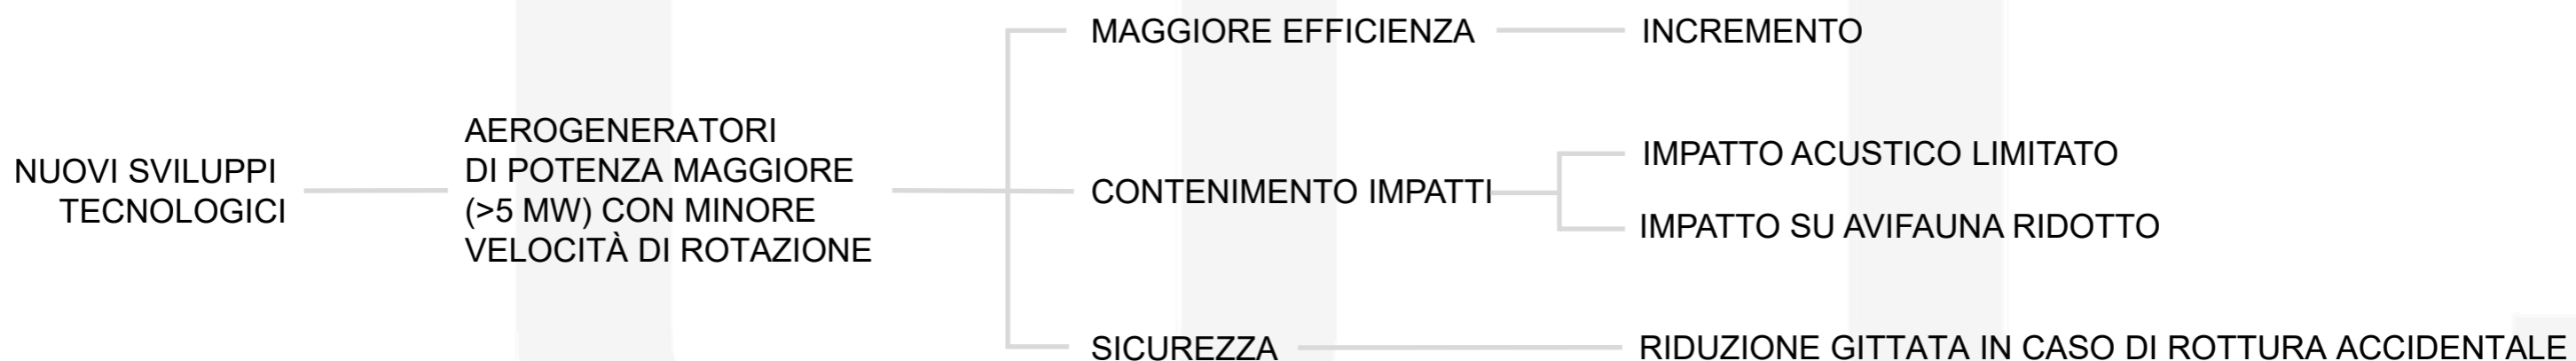 NUOVI SVILUPPI
TECNOLOGICI
AEROGENERATORI
DI POTENZA MAGGIORE
(>5 MW) CON MINORE
VELOCITÀ DI ROTAZIONE
MAGGIORE EFFICIENZA
INCREMENTO
CONTENIMENTO IMPATTI
IMPATTO ACUSTICO LIMITATO
IMPATTO SU AVIFAUNA RIDOTTO
SICUREZZA
RIDUZIONE GITTATA IN CASO DI ROTTURA ACCIDENTALE